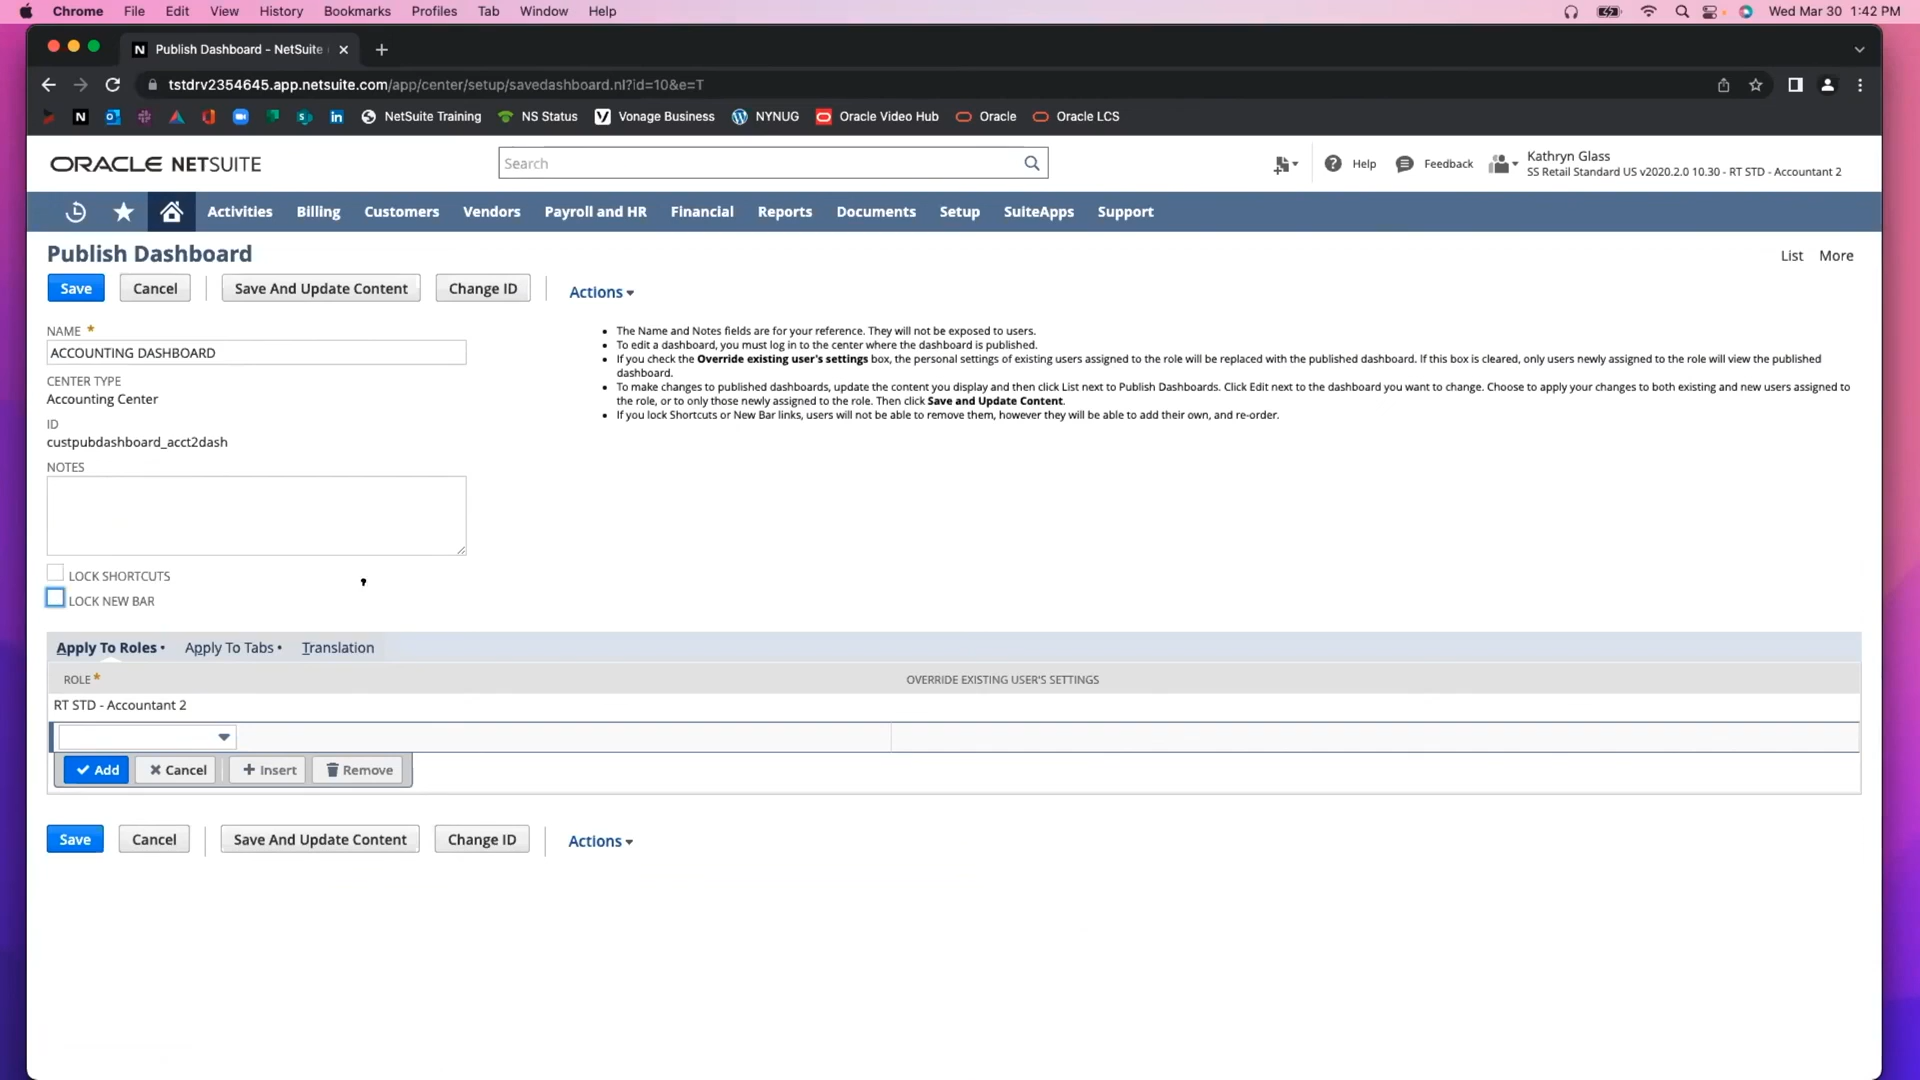 Chrome File Edit View History Bookmarks Profiles Tab Window Help Wed Mar 30 1:42 PM
Publish Dashboard - NetSuite
tstdrv2354645.app.netsuite.com/app/center/setup/savedashboard.nl?id=10&e=T
NetSuite Training NS Status Vonage Business NYNUG Oracle Video Hub Oracle Oracle LCS
ORACLE NETSUITE Search Help Feedback Kathryn Glass
SS Retail Standard US v2020.2.0 10.30 - RT STD - Accountant 2
Activities Billing Customers Vendors Payroll and HR Financial Reports Documents Setup SuiteApps Support
Publish Dashboard List More
Save Cancel Save And Update Content Change ID Actions
NAME *
ACCOUNTING DASHBOARD
CENTER TYPE
Accounting Center
ID
custpubdashboard_acct2dash
NOTES
• The Name and Notes fields are for your reference. They will not be exposed to users.
• To edit a dashboard, you must log in to the center where the dashboard is published.
• If you check the Override existing user's settings box, the personal settings of existing users assigned to the role will be replaced with the published dashboard. If this box is cleared, only users newly assigned to the role will view the published
dashboard.
• To make changes to published dashboards, update the content you display and then click List next to Publish Dashboards. Click Edit next to the dashboard you want to change. Choose to apply your changes to both existing and new users assigned to
the role, or to only those newly assigned to the role. Then click Save and Update Content.
• If you lock Shortcuts or New Bar links, users will not be able to remove them, however they will be able to add their own, and re-order.
LOCK SHORTCUTS
LOCK NEW BAR
Apply To Roles • Apply To Tabs • Translation
ROLE * OVERRIDE EXISTING USER'S SETTINGS
RT STD - Accountant 2
Add Cancel Insert Remove
Save Cancel Save And Update Content Change ID Actions